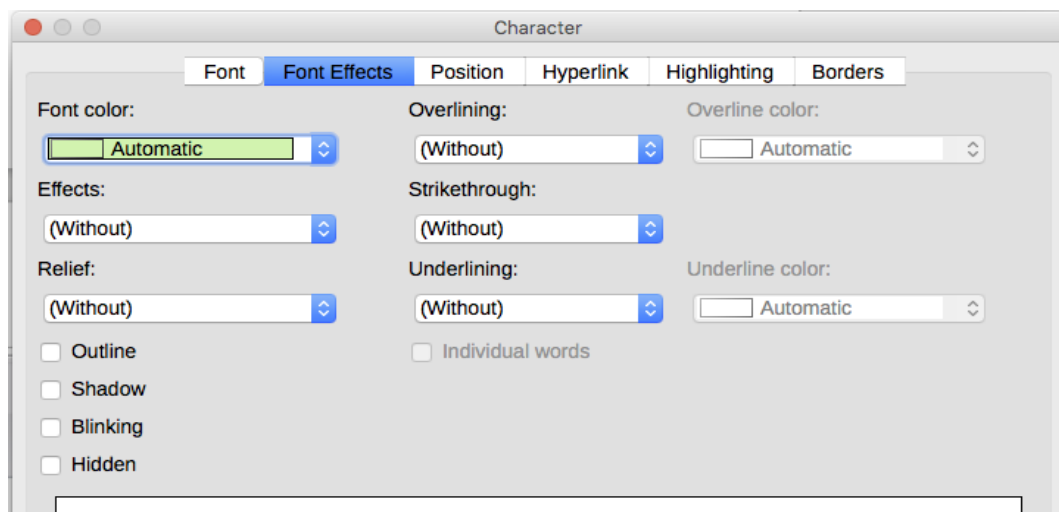 Character
Font Font Effects Position Hyperlink Highlighting Borders
Font color: Overlining: Overline color:
Automatic (Without) Automatic
Effects: Strikethrough:
(Without) (Without)
Relief: Underlining: Underline color:
(Without) (Without) Automatic
Outline Individual words
Shadow
Blinking
Hidden